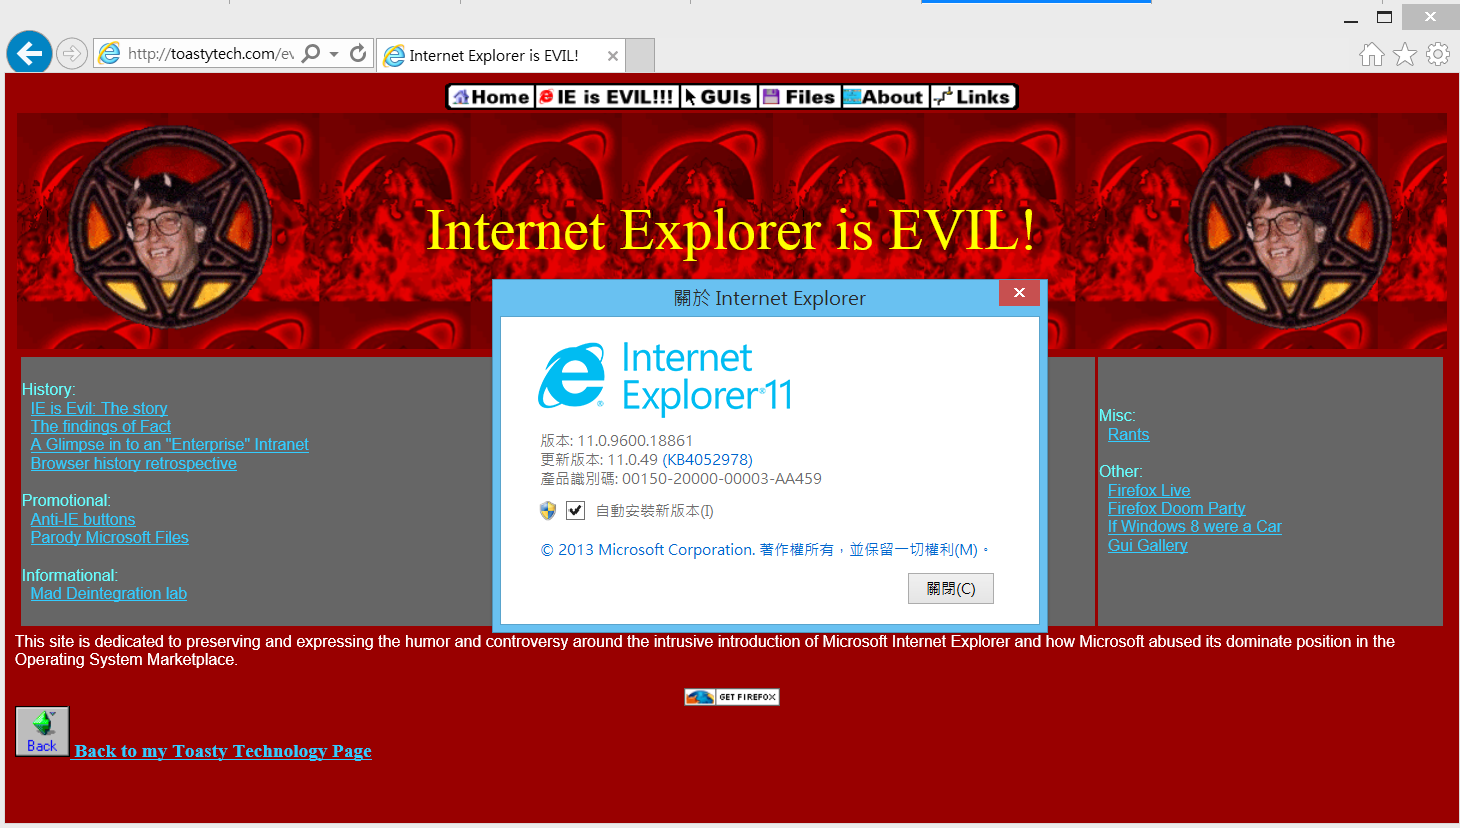 http://toastytech.com/ev
Internet Explorer is EVIL!
Home
IE is EVIL!!!
GUIs
Files
About
Links
Internet Explorer is EVIL!
關於 Internet Explorer
Internet
Explorer 11
版本: 11.0.9600.18861
更新版本: 11.0.49 (KB4052978)
產品識別碼: 00150-20000-00003-AA459
自動安裝新版本(I)
© 2013 Microsoft Corporation. 著作權所有，並保留一切權利(M)。
關閉(C)
History:
IE is Evil: The story
The findings of Fact
A Glimpse in to an "Enterprise" Intranet
Browser history retrospective
Promotional:
Anti-IE buttons
Parody Microsoft Files
Informational:
Mad Deintegration lab
Misc:
Rants
Other:
Firefox Live
Firefox Doom Party
If Windows 8 were a Car
Gui Gallery
This site is dedicated to preserving and expressing the humor and controversy around the intrusive introduction of Microsoft Internet Explorer and how Microsoft abused its dominate position in the
Operating System Marketplace.
GET FIREFOX
Back
Back to my Toasty Technology Page